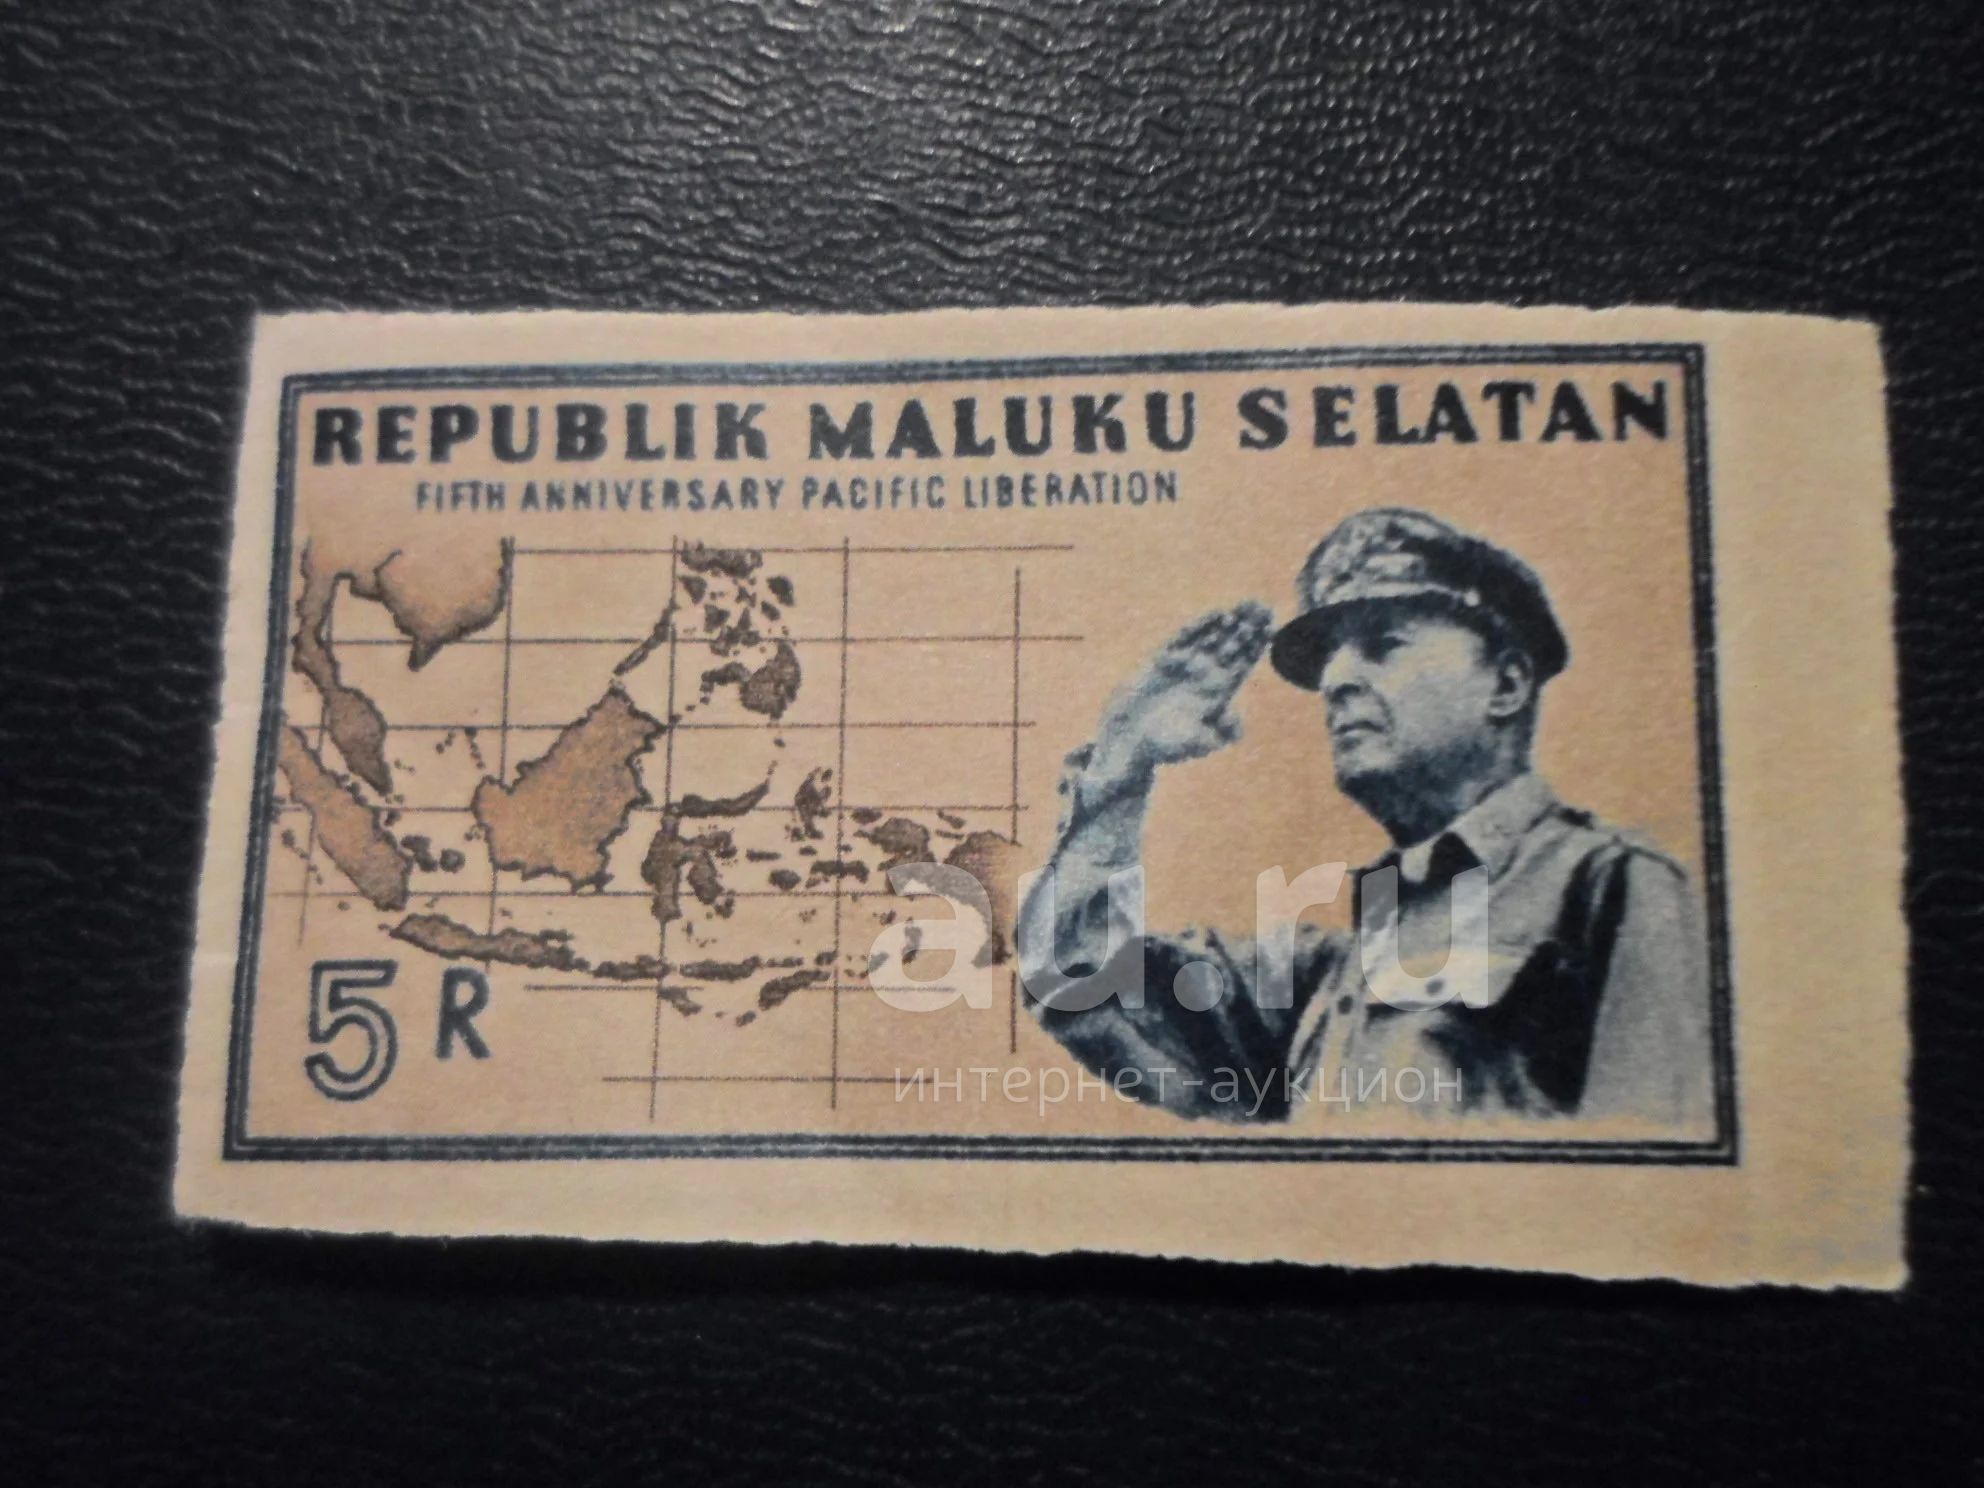 REPUBLIK MALUKU SELATAN
FIFTH ANNIVERSARY PACIFIC LIBERATION
5 R
au.ru
интернет-аукцион